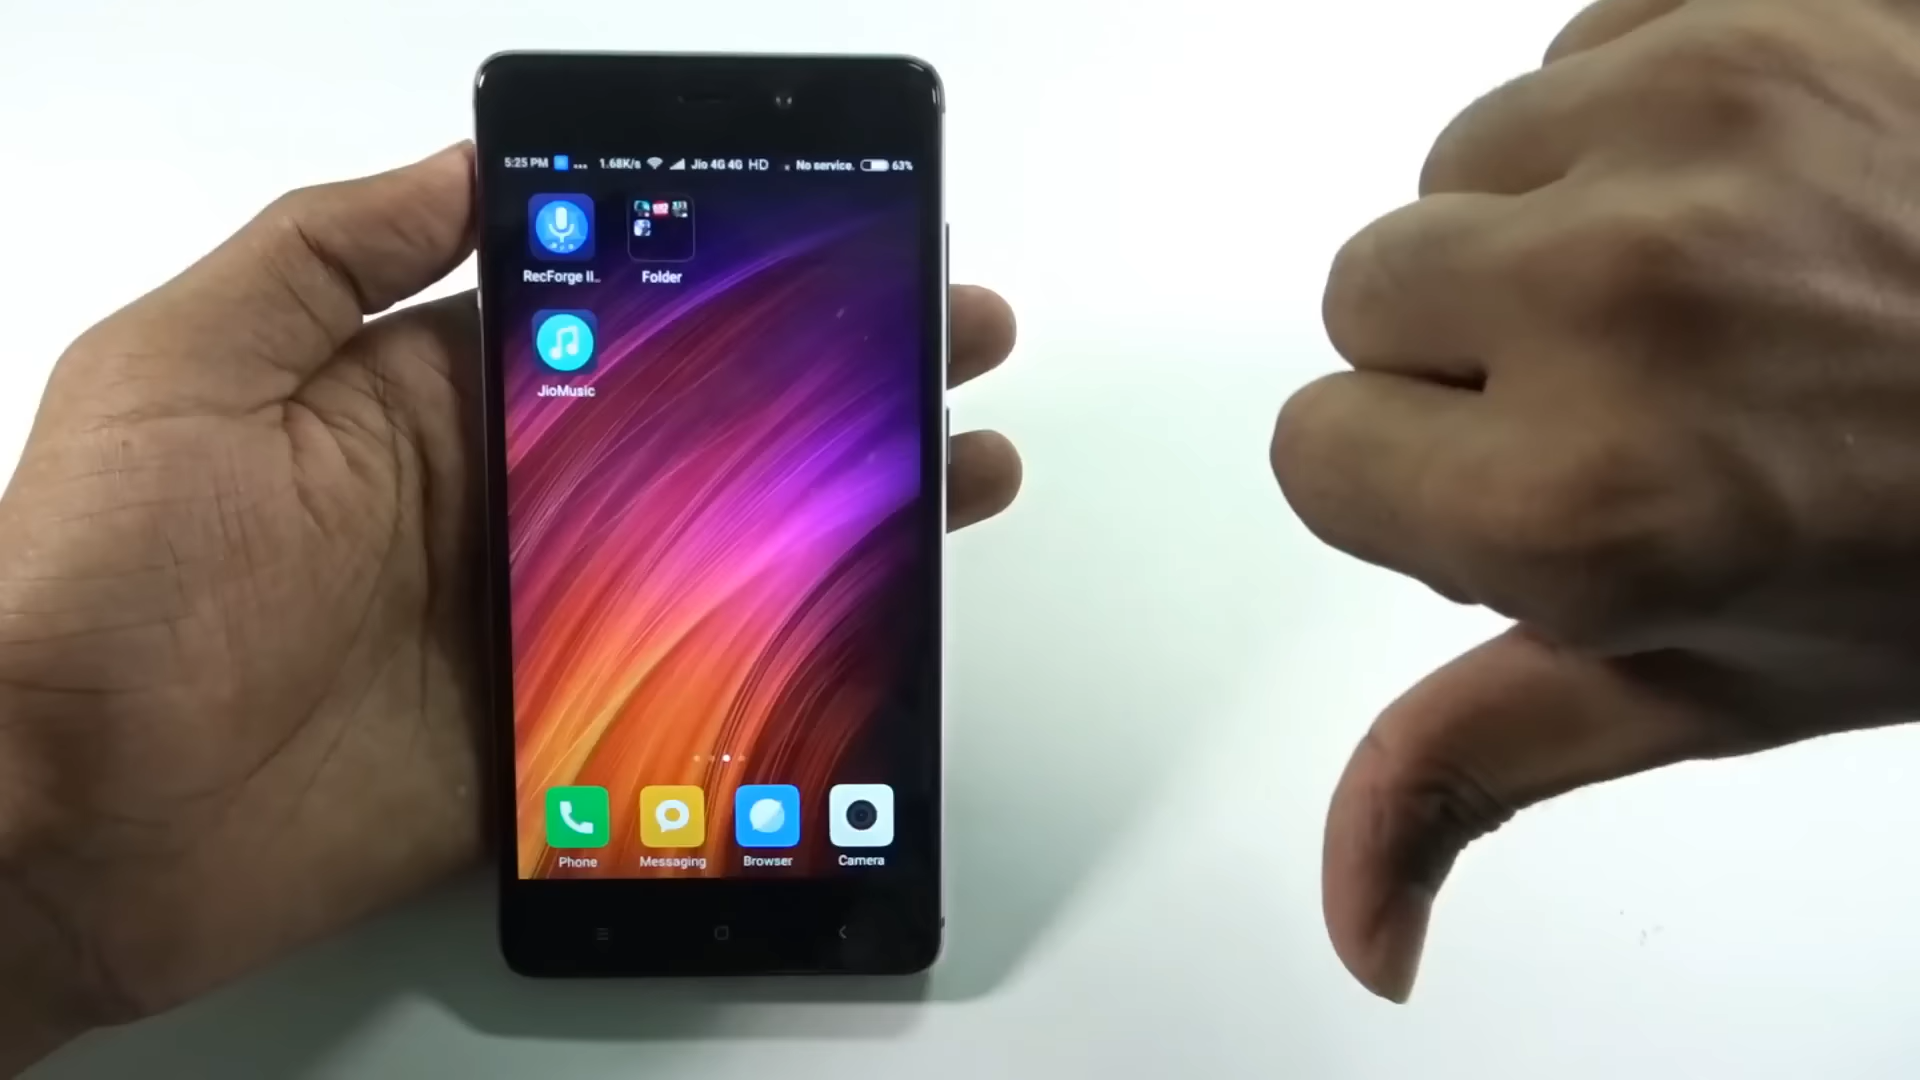 5:25 PM ... 1.68K/s Jio 4G 4G HD No service. 63%
RecForge II.. Folder
JioMusic
Phone Messaging Browser Camera